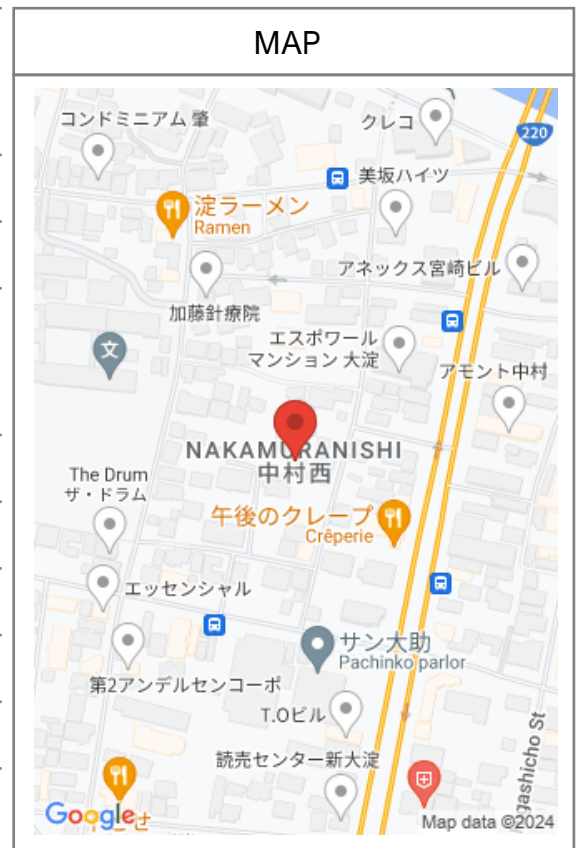 MAP
コンドミニアム 肇
クレコ
220
美坂ハイツ
淀ラーメン
Ramen
アネックス宮崎ビル
加藤針療院
エスポワール
マンション 大淀
文
アモント中村
NAKAMURANISHI
中村西
The Drum
ザ・ドラム
午後のクレープ
Crêperie
エッセンシャル
サン大助
Pachinko parlor
第2アンデルセンコーポ
T.Oビル
読売センター新大淀
gashicho St
Google
Map data ©2024